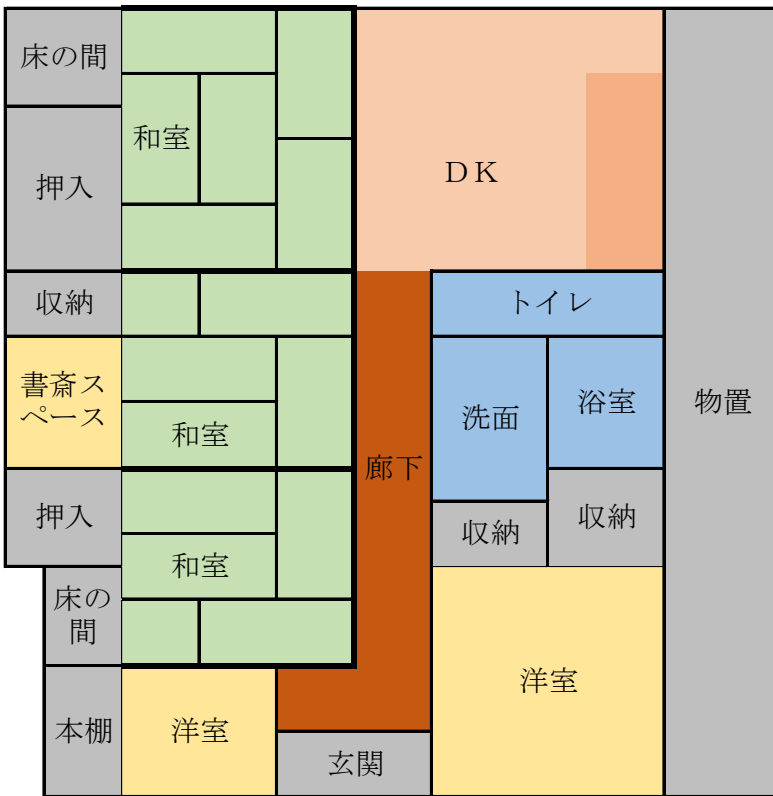 床の間
和室
押入
DK
収納
トイレ
書斎ス
ペース
和室
洗面
浴室
物置
廊下
押入
和室
収納
収納
床の
間
本棚
洋室
洋室
玄関